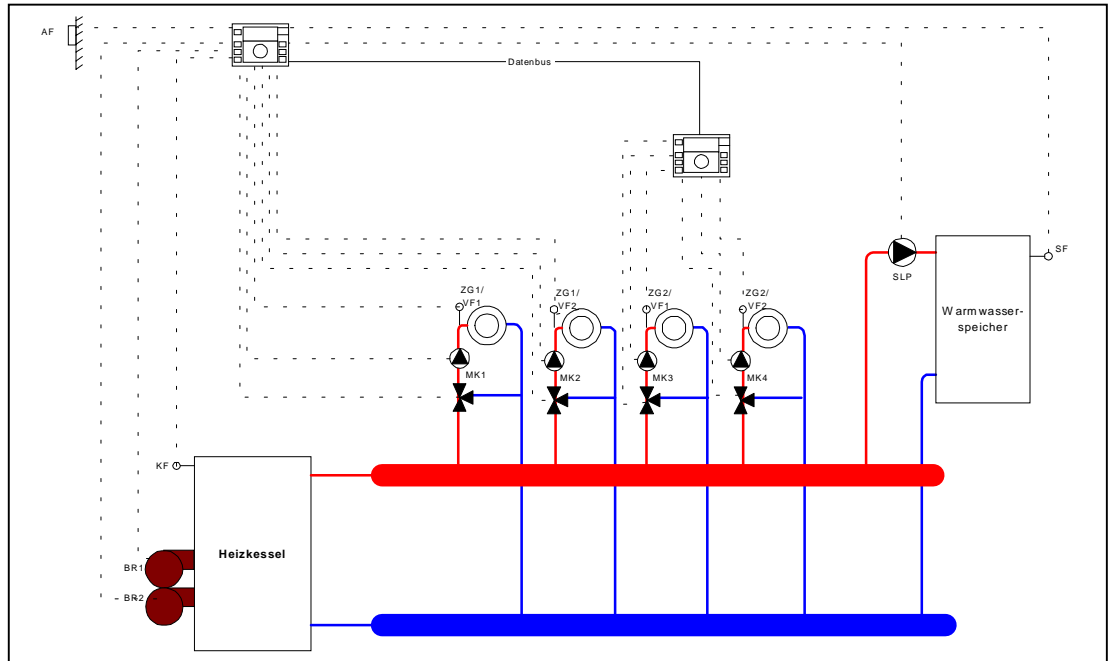 AF
Datenbus
SF
SLP
Warmwasser-
speicher
ZG1/
VF1
ZG1/
VF2
ZG2/
VF1
ZG2/
VF2
MK1
MK2
MK3
MK4
KF
Heizkessel
BR1
BR2